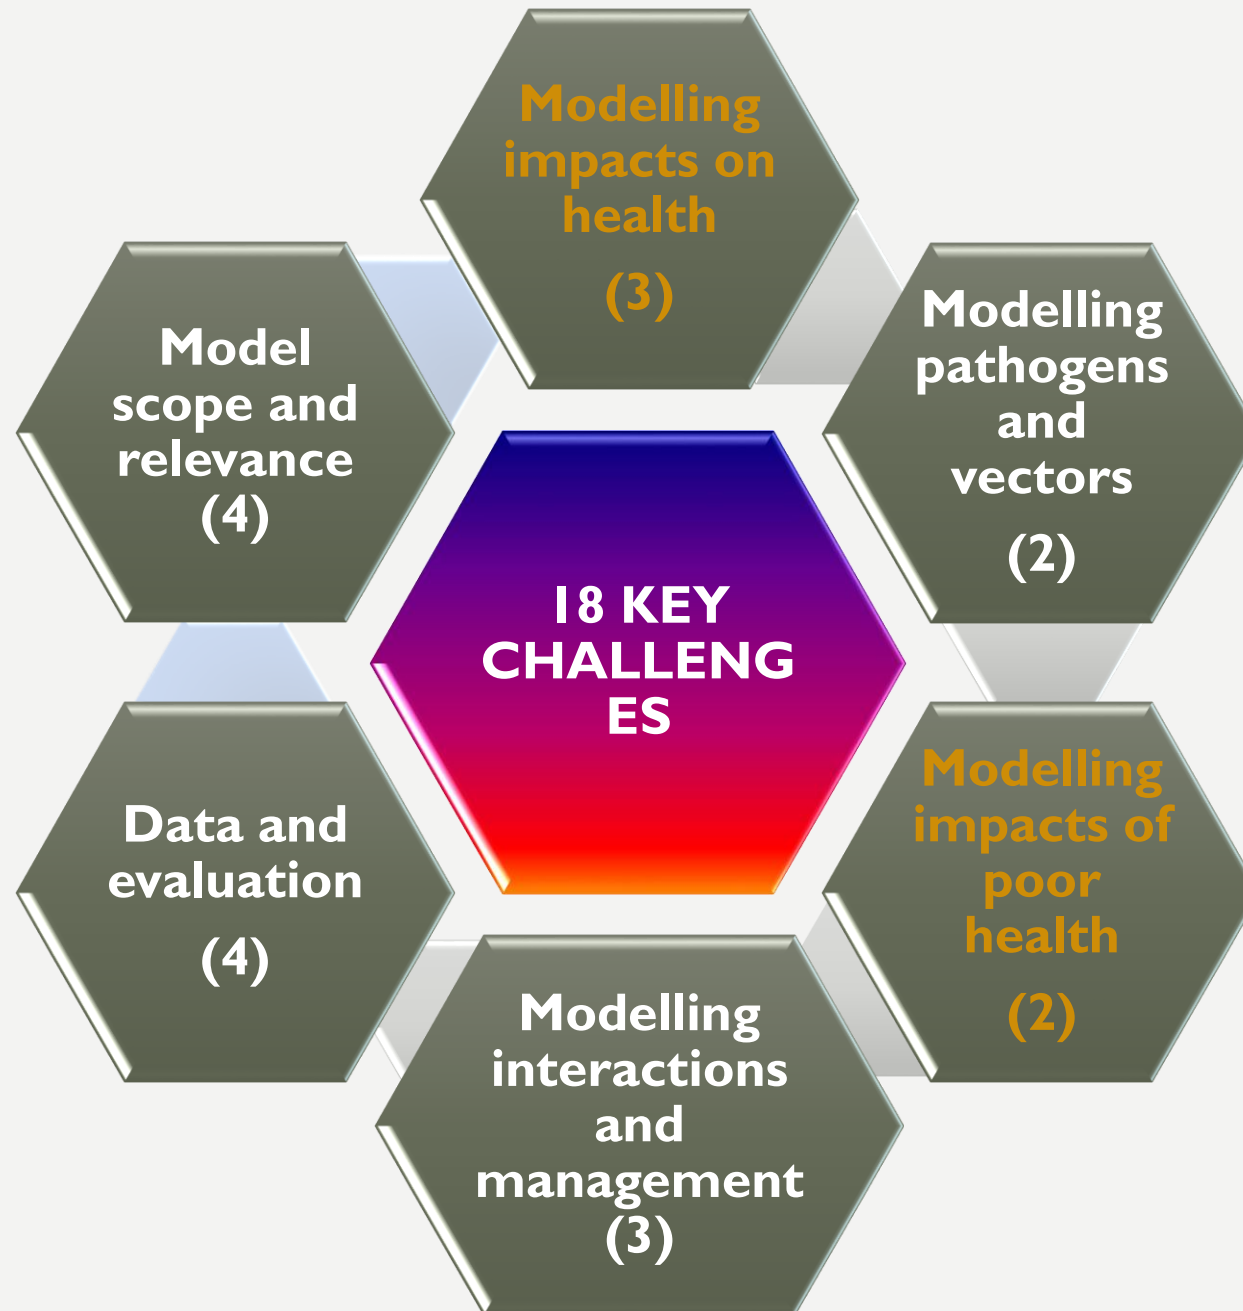 Modelling
impacts on
health
(3)
Modelling
pathogens
and
vectors
(2)
Modelling
impacts of
poor
health
(2)
Modelling
interactions
and
management
(3)
Data and
evaluation
(4)
Model
scope and
relevance
(4)
18 KEY
CHALLENG
ES